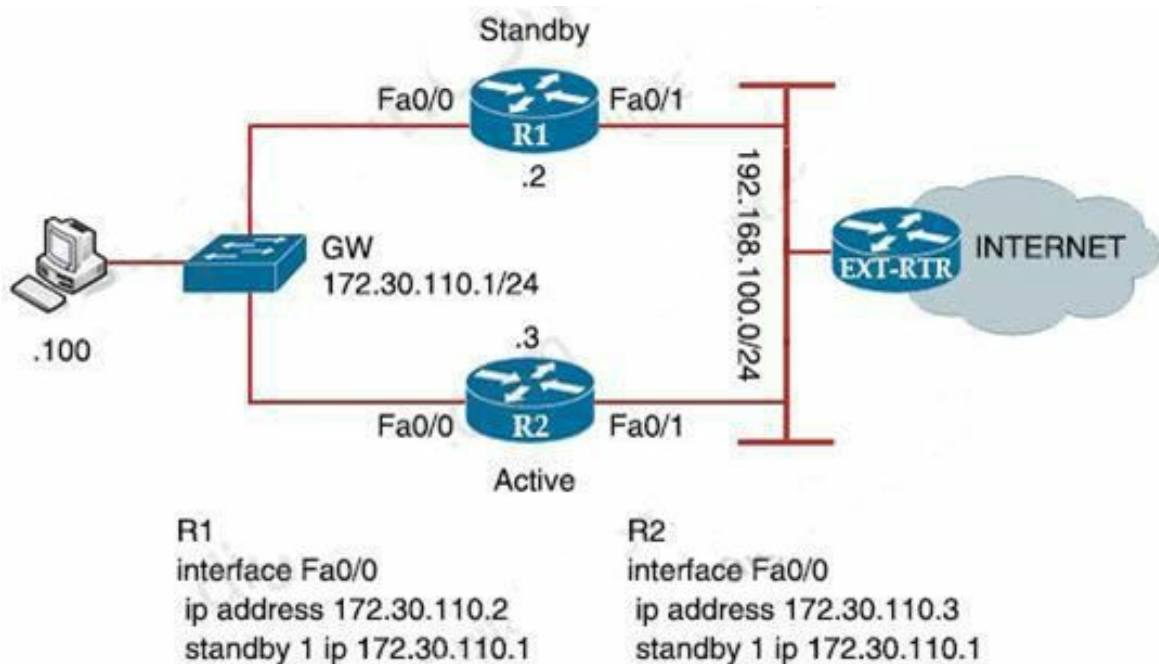 Standby
Fa0/0
Fa0/1
R1
.2
192.168.100.0/24
GW
172.30.110.1/24
EXT-RTR
INTERNET
.100
.3
Fa0/0
R2
Fa0/1
Active
R1
interface Fa0/0
ip address 172.30.110.2
standby 1 ip 172.30.110.1
R2
interface Fa0/0
ip address 172.30.110.3
standby 1 ip 172.30.110.1